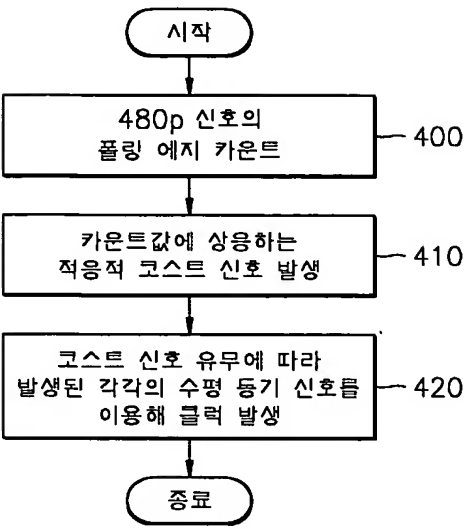 시작
480p 신호의
폴링 에지 카운트
400
카운트값에 상응하는
적응적 코스트 신호 발생
410
코스트 신호 유무에 따라
발생된 각각의 수평 동기 신호를
이용해 클럭 발생
420
종료